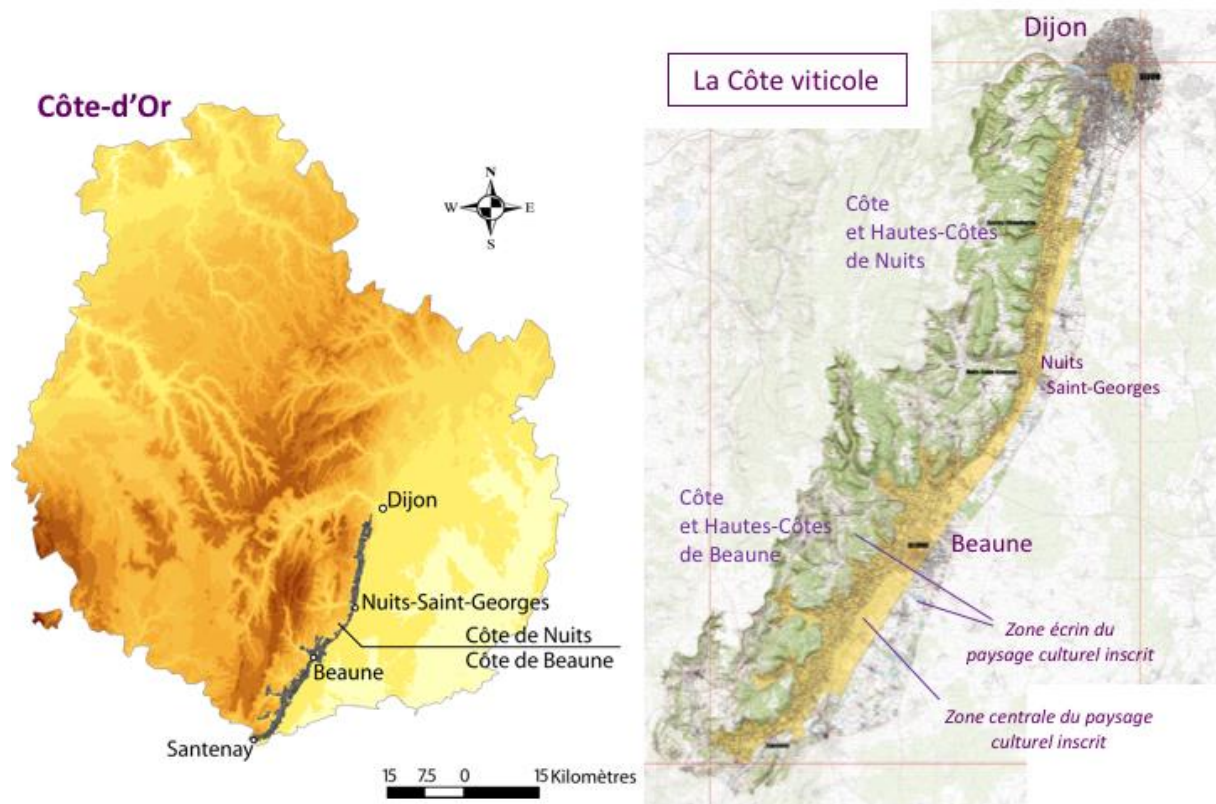 Côte-d'Or
N
W
E
S
Dijon
Nuits-Saint-Georges
Côte de Nuits
Côte de Beaune
Beaune
Santenay
15
7.5
0
15 Kilomètres
La Côte viticole
Dijon
Côte
et Hautes-Côtes
de Nuits
Nuits
-Saint-Georges
Côte
et Hautes-Côtes
de Beaune
Beaune
Zone écrin du
paysage culturel inscrit
Zone centrale du paysage
culturel inscrit